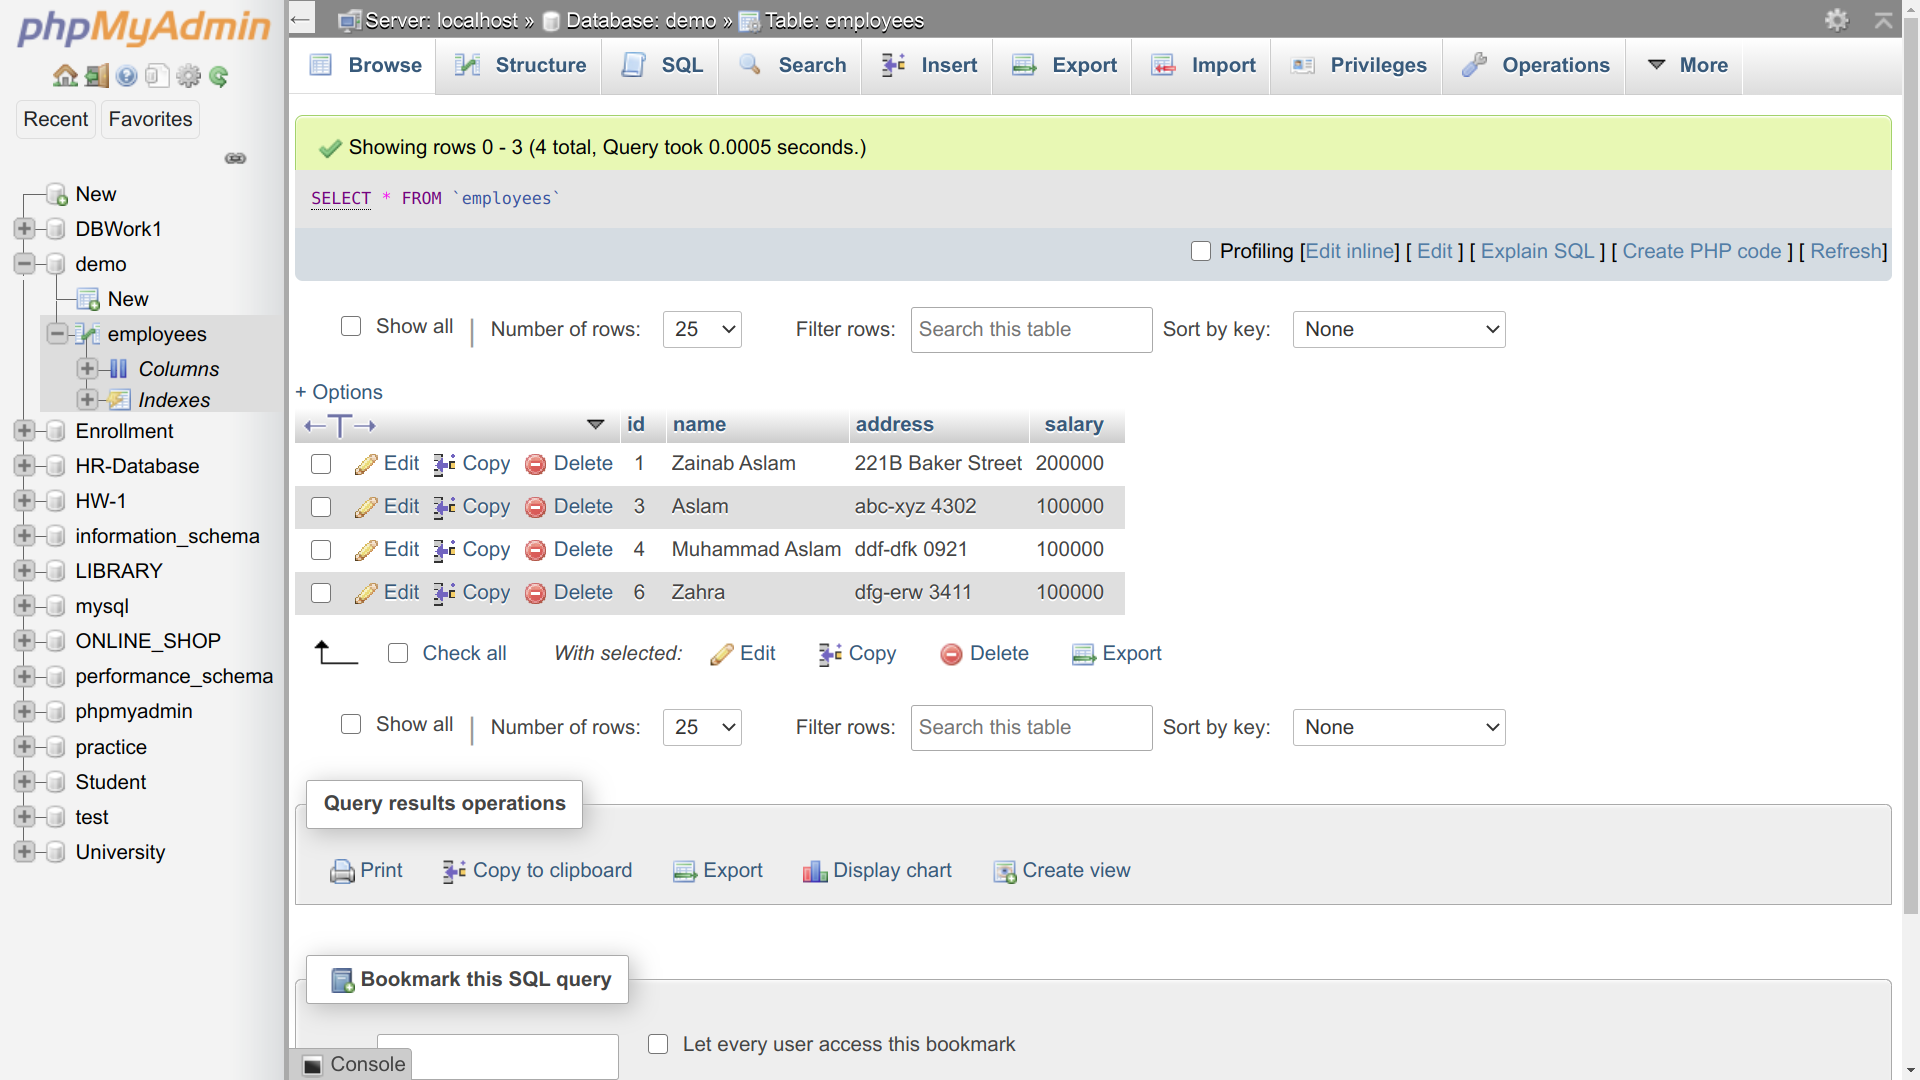 phpMyAdmin
Recent
Favorites
New
DBWork1
demo
New
employees
Columns
Indexes
Enrollment
HR-Database
HW-1
information_schema
LIBRARY
mysql
ONLINE_SHOP
performance_schema
phpmyadmin
practice
Student
test
University
Server: localhost » Database: demo » Table: employees
Browse Structure SQL Search Insert Export Import Privileges Operations More
Showing rows 0 - 3 (4 total, Query took 0.0005 seconds.)
SELECT * FROM `employees`
Profiling [Edit inline] [ Edit ] [ Explain SQL ] [ Create PHP code ] [ Refresh]
Show all | Number of rows: 25 Filter rows: Search this table Sort by key: None
+ Options
←T→ id name address salary
Edit Copy Delete 1 Zainab Aslam 221B Baker Street 200000
Edit Copy Delete 3 Aslam abc-xyz 4302 100000
Edit Copy Delete 4 Muhammad Aslam ddf-dfk 0921 100000
Edit Copy Delete 6 Zahra dfg-erw 3411 100000
Check all With selected: Edit Copy Delete Export
Show all | Number of rows: 25 Filter rows: Search this table Sort by key: None
Query results operations
Print Copy to clipboard Export Display chart Create view
Bookmark this SQL query
Let every user access this bookmark
Console